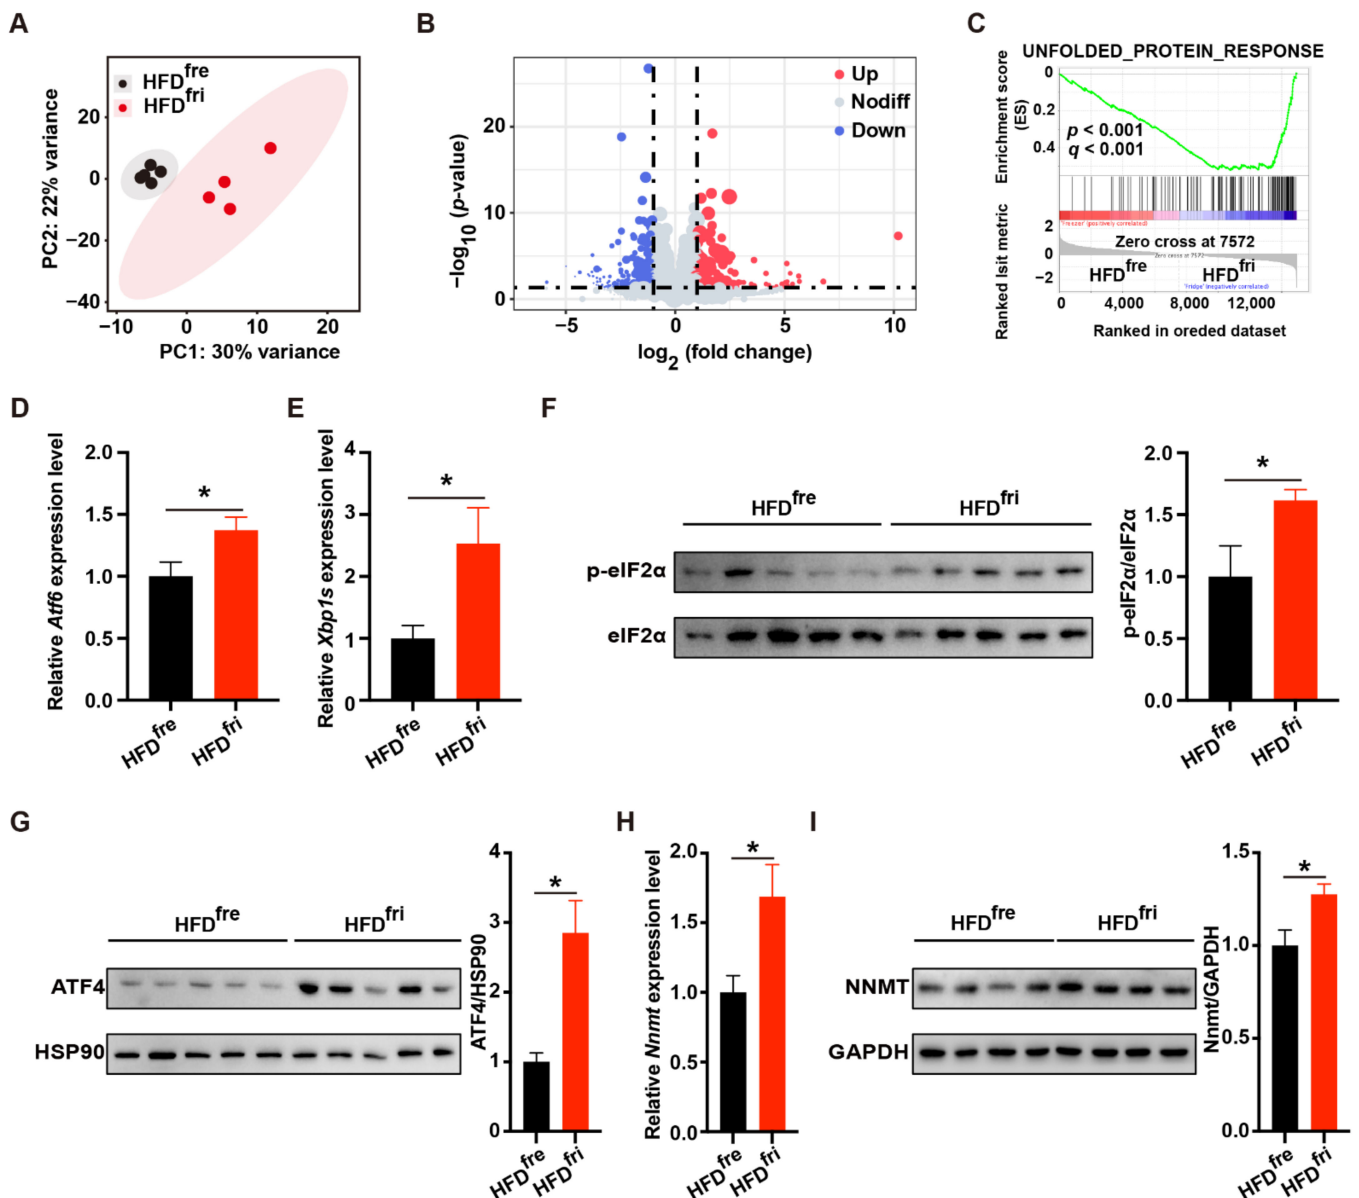 A
HFDfre
HFDfri
20
0
−20
−40
PC2: 22% variance
−10
0
10
20
PC1: 30% variance
B
Up
Nodiff
Down
20
10
0
−log10 (p-value)
−5
0
5
10
log2 (fold change)
C
UNFOLDED_PROTEIN_RESPONSE
Enrichment score
(ES)
0
0.2
0.4
p < 0.001
q < 0.001
Ranked lsit metric
2
0
−2
Zero cross at 7572
Zero cross at 7572
HFDfre
HFDfri
'Fridge' (negatively correlated)
0
4,000
8,000
12,000
Ranked in oreded dataset
D
Relative Atf6 expression level
2.0
1.5
1.0
0.5
0.0
*
HFDfre
HFDfri
E
Relative Xbp1s expression level
4
3
2
1
0
*
HFDfre
HFDfri
F
HFDfre
HFDfri
p-eIF2α
eIF2α
p-eIF2α/eIF2α
2.0
1.5
1.0
0.5
0.0
*
HFDfre
HFDfri
G
HFDfre
HFDfri
ATF4
HSP90
ATF4/HSP90
4
3
2
1
0
*
HFDfre
HFDfri
H
Relative Nnmt expression level
2.0
1.5
1.0
0.5
0.0
*
HFDfre
HFDfri
I
HFDfre
HFDfri
NNMT
GAPDH
Nnmt/GAPDH
1.5
1.0
0.5
0.0
*
HFDfre
HFDfri